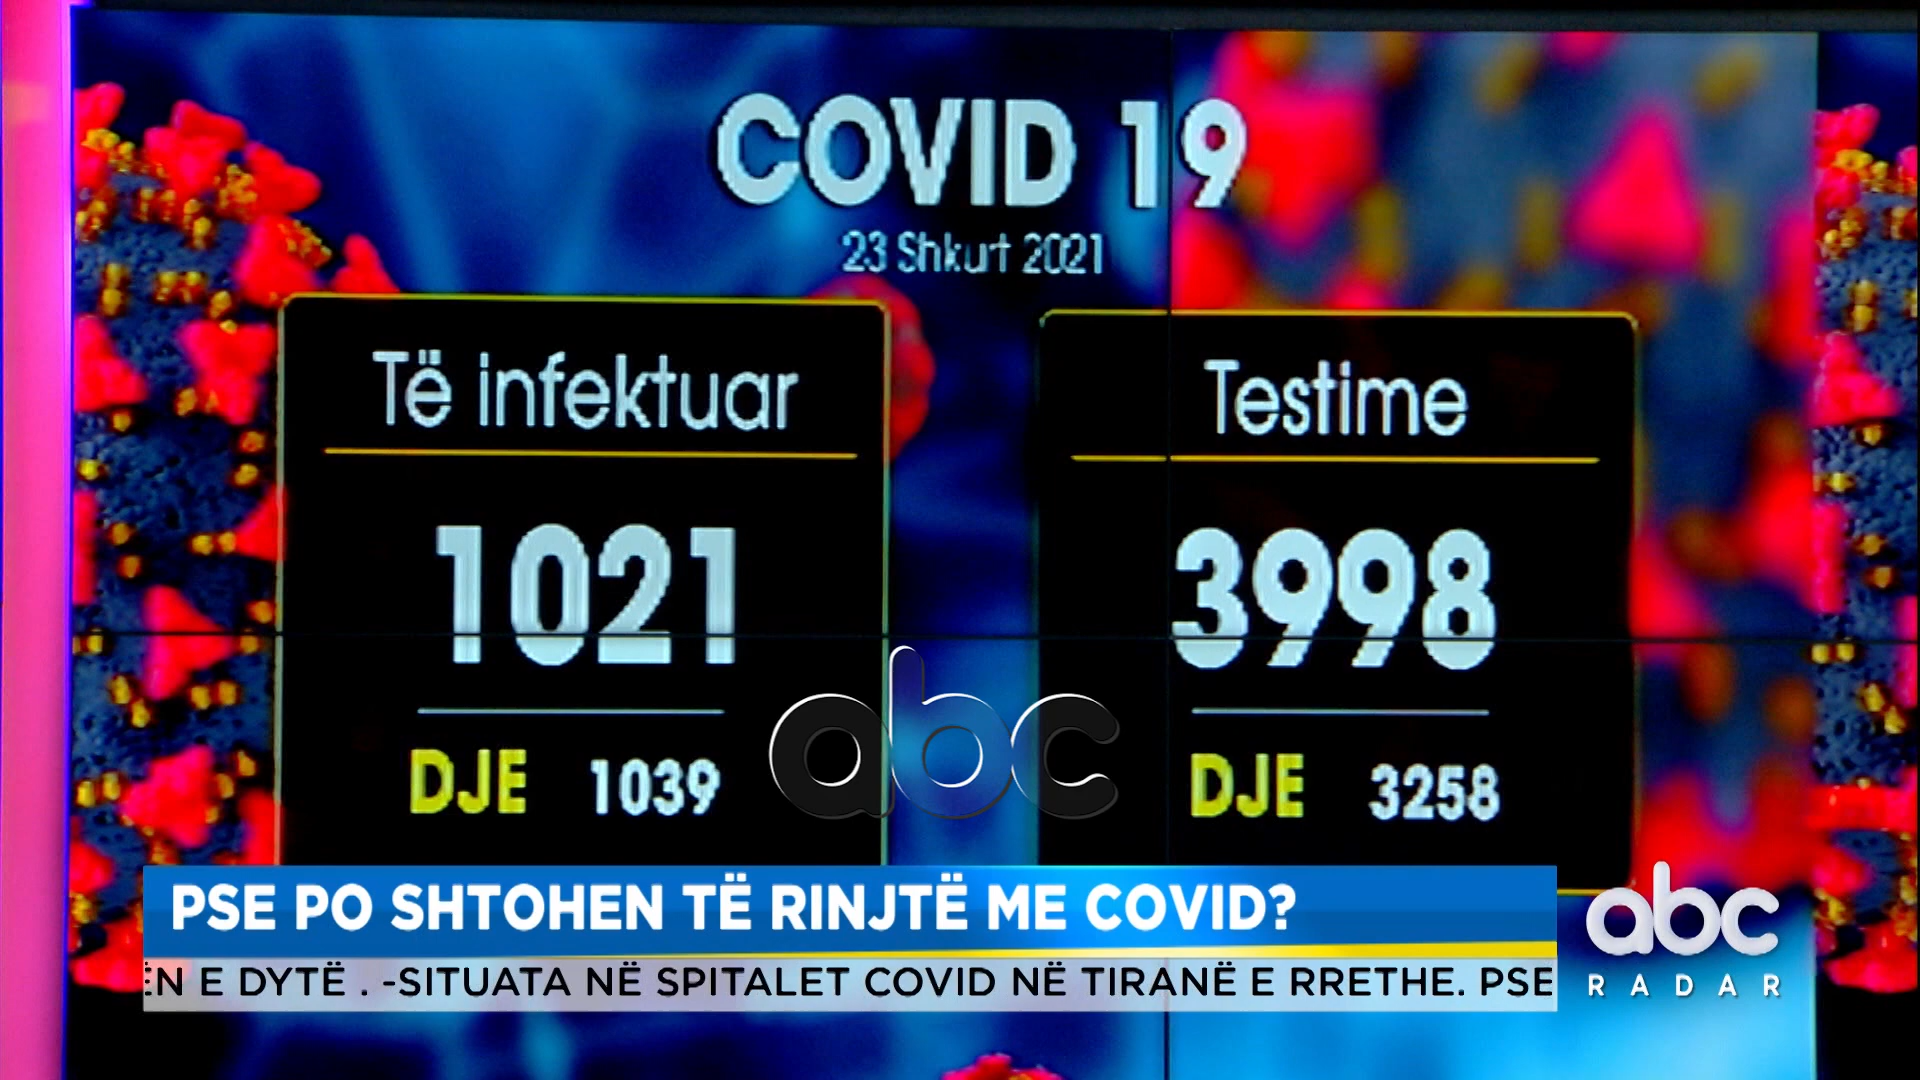 COVID 19
23 Shkurt 2021
Të infektuar
1021
DJE 1039
Testime
3998
DJE 3258
abc
PSE PO SHTOHEN TË RINJTË ME COVID?
ËN E DYTË . -SITUATA NË SPITALET COVID NË TIRANË E RRETHE. PSE
abc
RADAR